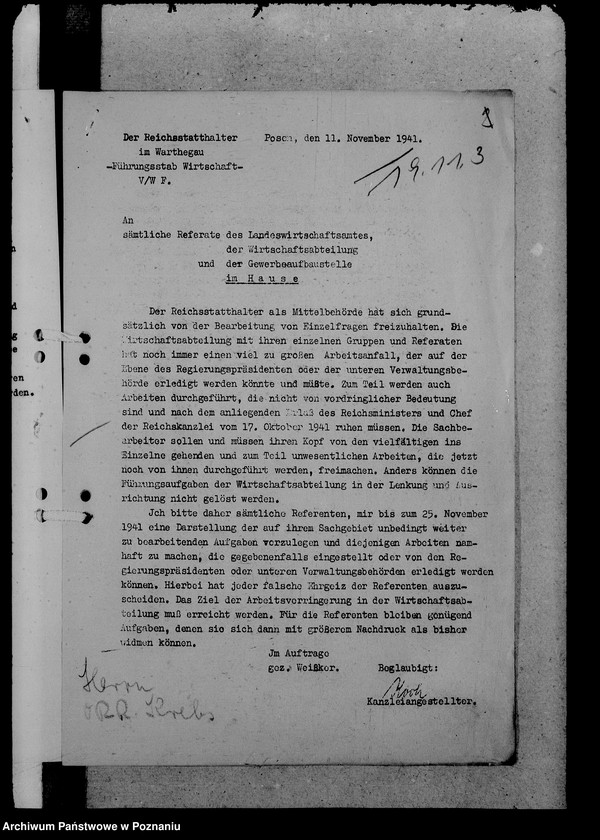 Der Reichsstatthalter Posen, den 11. November 1941.
im Warthegau
-Führungsstab Wirtschaft-
V/W F.
19.11.3
An
sämtliche Referate des Landeswirtschaftsamtes,
der Wirtschaftsabteilung
und der Gewerbeaufbaustelle
im Hause
Der Reichsstatthalter als Mittelbehörde hat sich grund-
sätzlich von der Bearbeitung von Einzelfragen freizuhalten. Die
Wirtschaftsabteilung mit ihren einzelnen Gruppen und Referaten
hat noch immer einen viel zu großen Arbeitsanfall, der auf der
Ebene des Regierungspräsidenten oder der unteren Verwaltungsbe-
hörde erledigt werden könnte und müßte. Zum Teil werden auch
Arbeiten durchgeführt, die nicht von vordringlicher Bedeutung
sind und nach dem anliegenden Erlaß des Reichsministers und Chef
der Reichskanzlei vom 17. Oktober 1941 ruhen müssen. Die Sachbe-
arbeiter sollen und müssen ihren Kopf von den vielfältigen ins
Einzelne gehenden und zum Teil unwesentlichen Arbeiten, die jetzt
noch von ihnen durchgeführt werden, freimachen. Anders können die
Führungsaufgaben der Wirtschaftsabteilung in der Lenkung und Aus-
richtung nicht gelöst werden.
Jch bitte daher sämtliche Referenten, mir bis zum 25. November
1941 eine Darstellung der auf ihrem Sachgebiet unbedingt weiter
zu bearbeitenden Aufgaben vorzulegen und diejenigen Arbeiten nam-
haft zu machen, die gegebenenfalls eingestellt oder von den Re-
gierungspräsidenten oder unteren Verwaltungsbehörden erledigt werden
können. Hierbei hat jeder falsche Ehrgeiz der Referenten auszu-
scheiden. Das Ziel der Arbeitsverringerung in der Wirtschaftsab-
teilung muß erreicht werden. Für die Referenten bleiben genügend
Aufgaben, denen sie sich dann mit größerem Nachdruck als bisher
widmen können.
Jm Auftrage
gez. Weißker. Beglaubigt:
Koch
Kanzleiangestellter.
Herrn
ORR. Krebs
en
den.
Archiwum Państwowe w Poznaniu